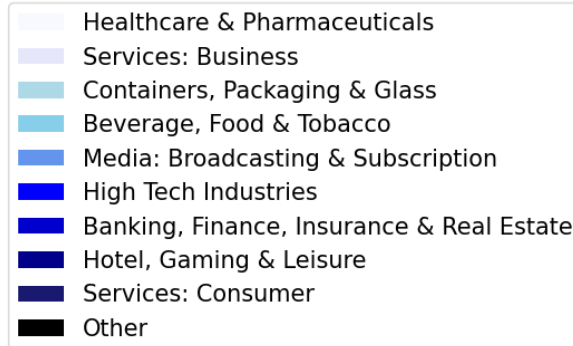 Healthcare & Pharmaceuticals
Services: Business
Containers, Packaging & Glass
Beverage, Food & Tobacco
Media: Broadcasting & Subscription
High Tech Industries
Banking, Finance, Insurance & Real Estate
Hotel, Gaming & Leisure
Services: Consumer
Other